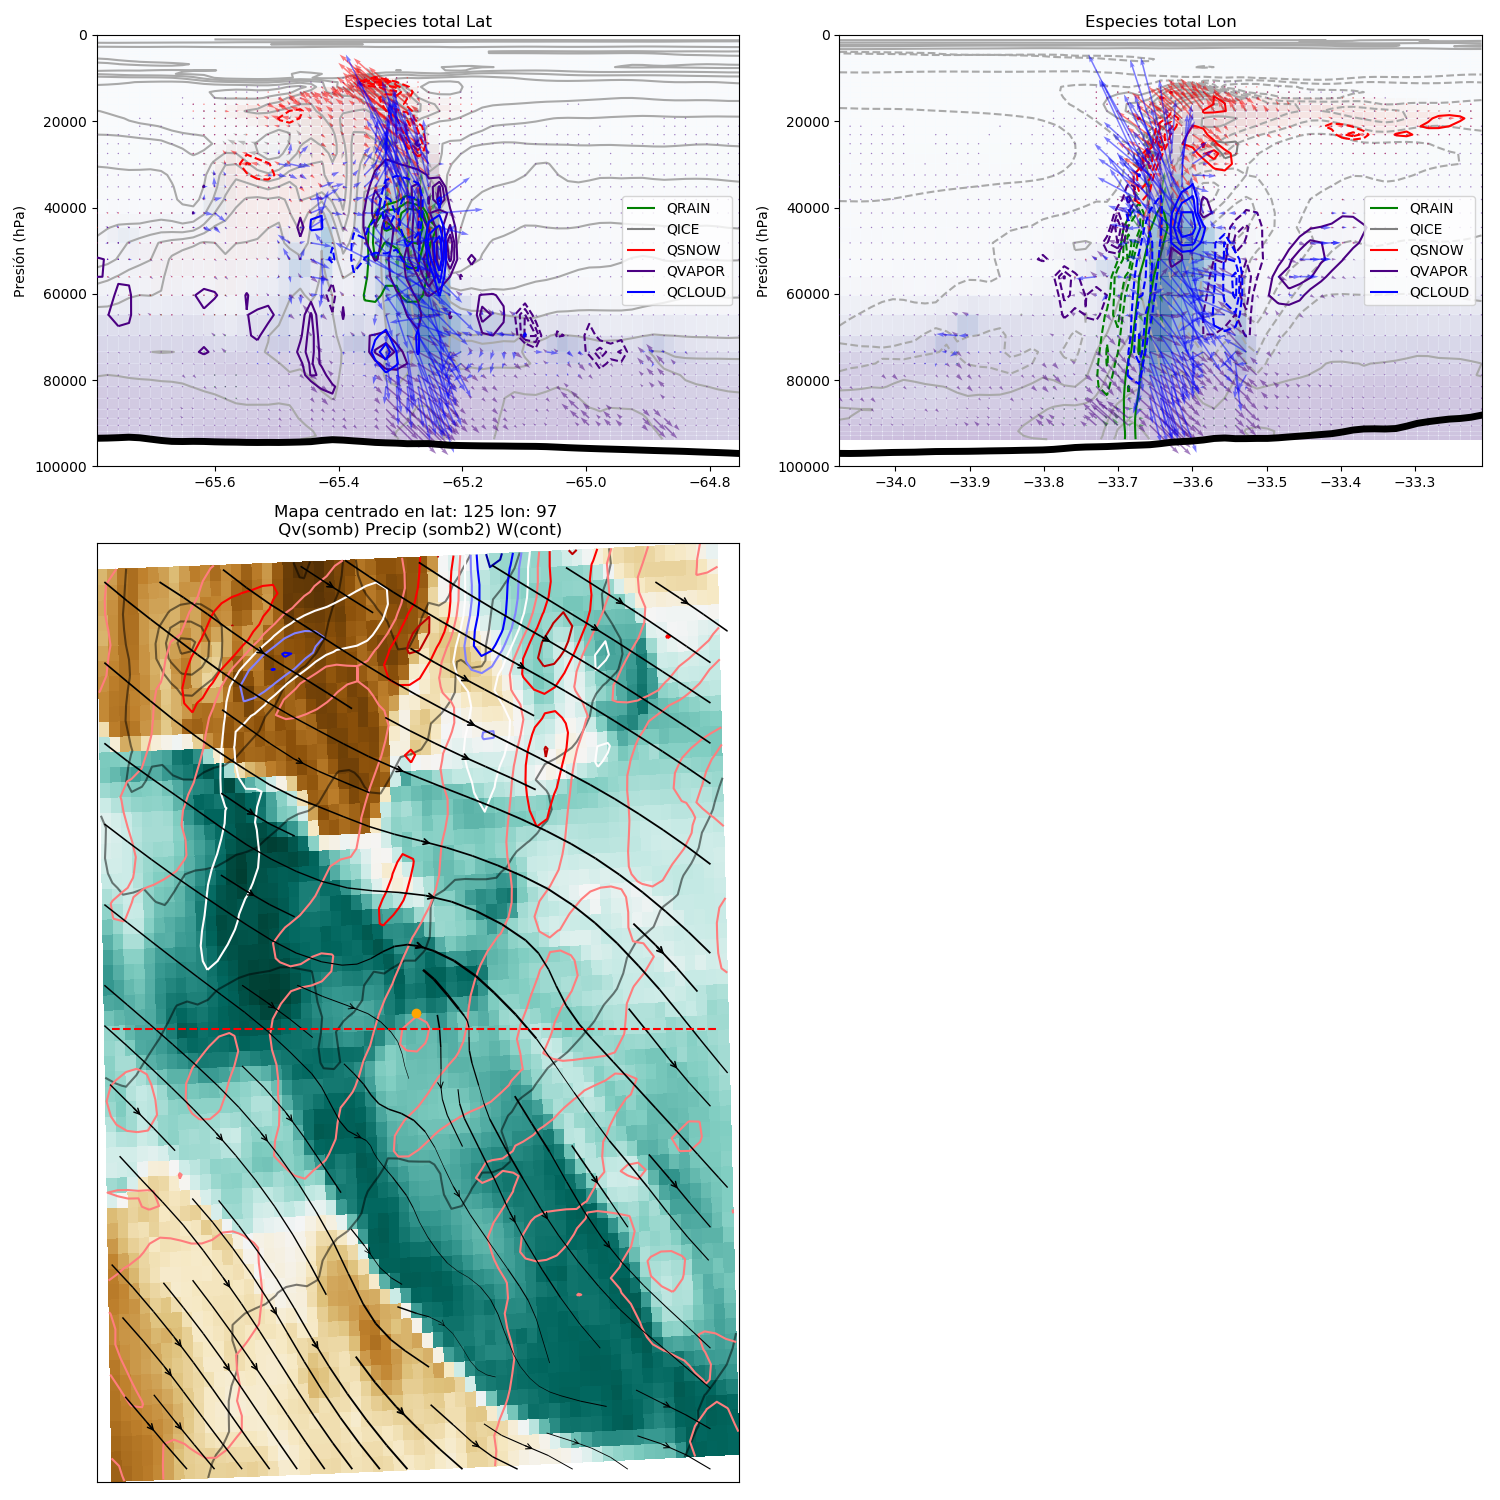 Especies total Lat
Presión (hPa)
0
20000
40000
60000
80000
100000
−65.6
−65.4
−65.2
−65.0
−64.8
QRAIN
QICE
QSNOW
QVAPOR
QCLOUD
Especies total Lon
Presión (hPa)
0
20000
40000
60000
80000
100000
−34.0
−33.9
−33.8
−33.7
−33.6
−33.5
−33.4
−33.3
QRAIN
QICE
QSNOW
QVAPOR
QCLOUD
Mapa centrado en lat: 125 lon: 97
Qv(somb) Precip (somb2) W(cont)